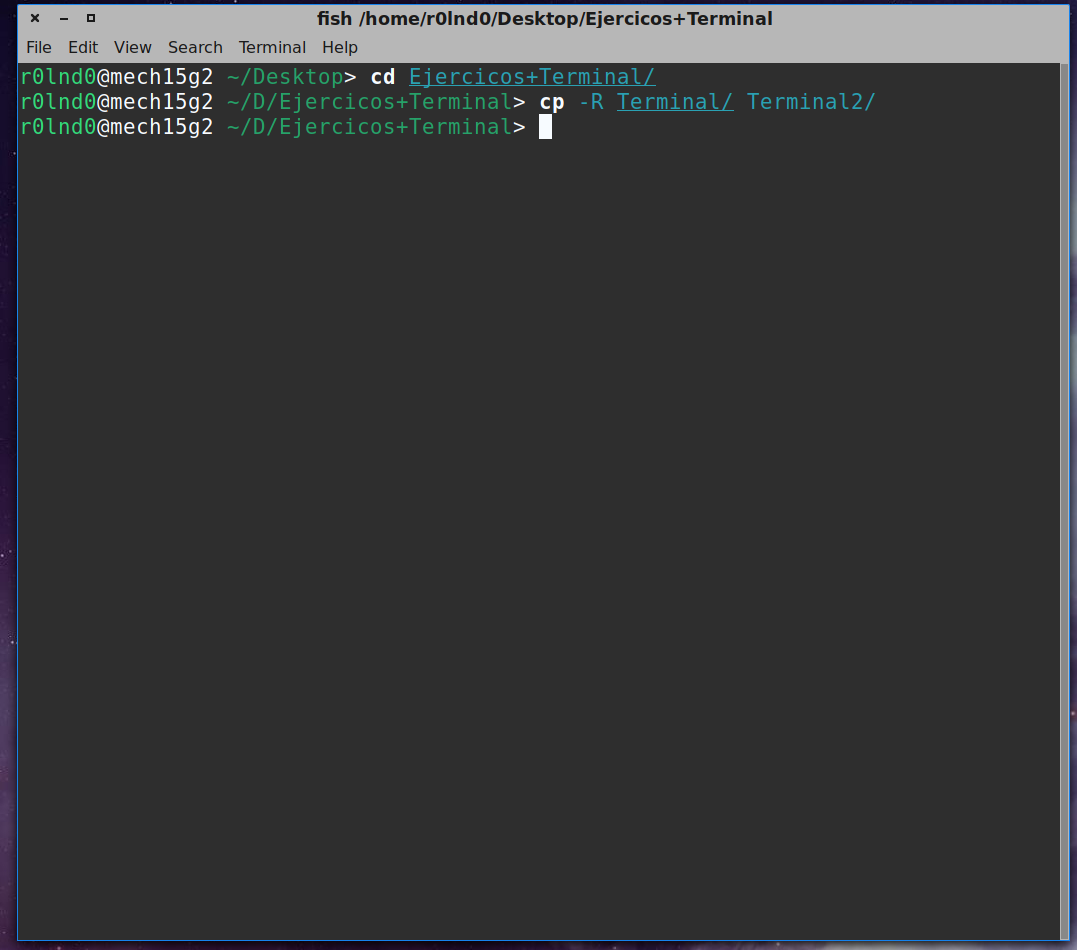 fish /home/r0lnd0/Desktop/Ejercicos+Terminal
File Edit View Search Terminal Help
r0lnd0@mech15g2 ~/Desktop> cd Ejercicos+Terminal/
r0lnd0@mech15g2 ~/D/Ejercicos+Terminal> cp -R Terminal/ Terminal2/
r0lnd0@mech15g2 ~/D/Ejercicos+Terminal>